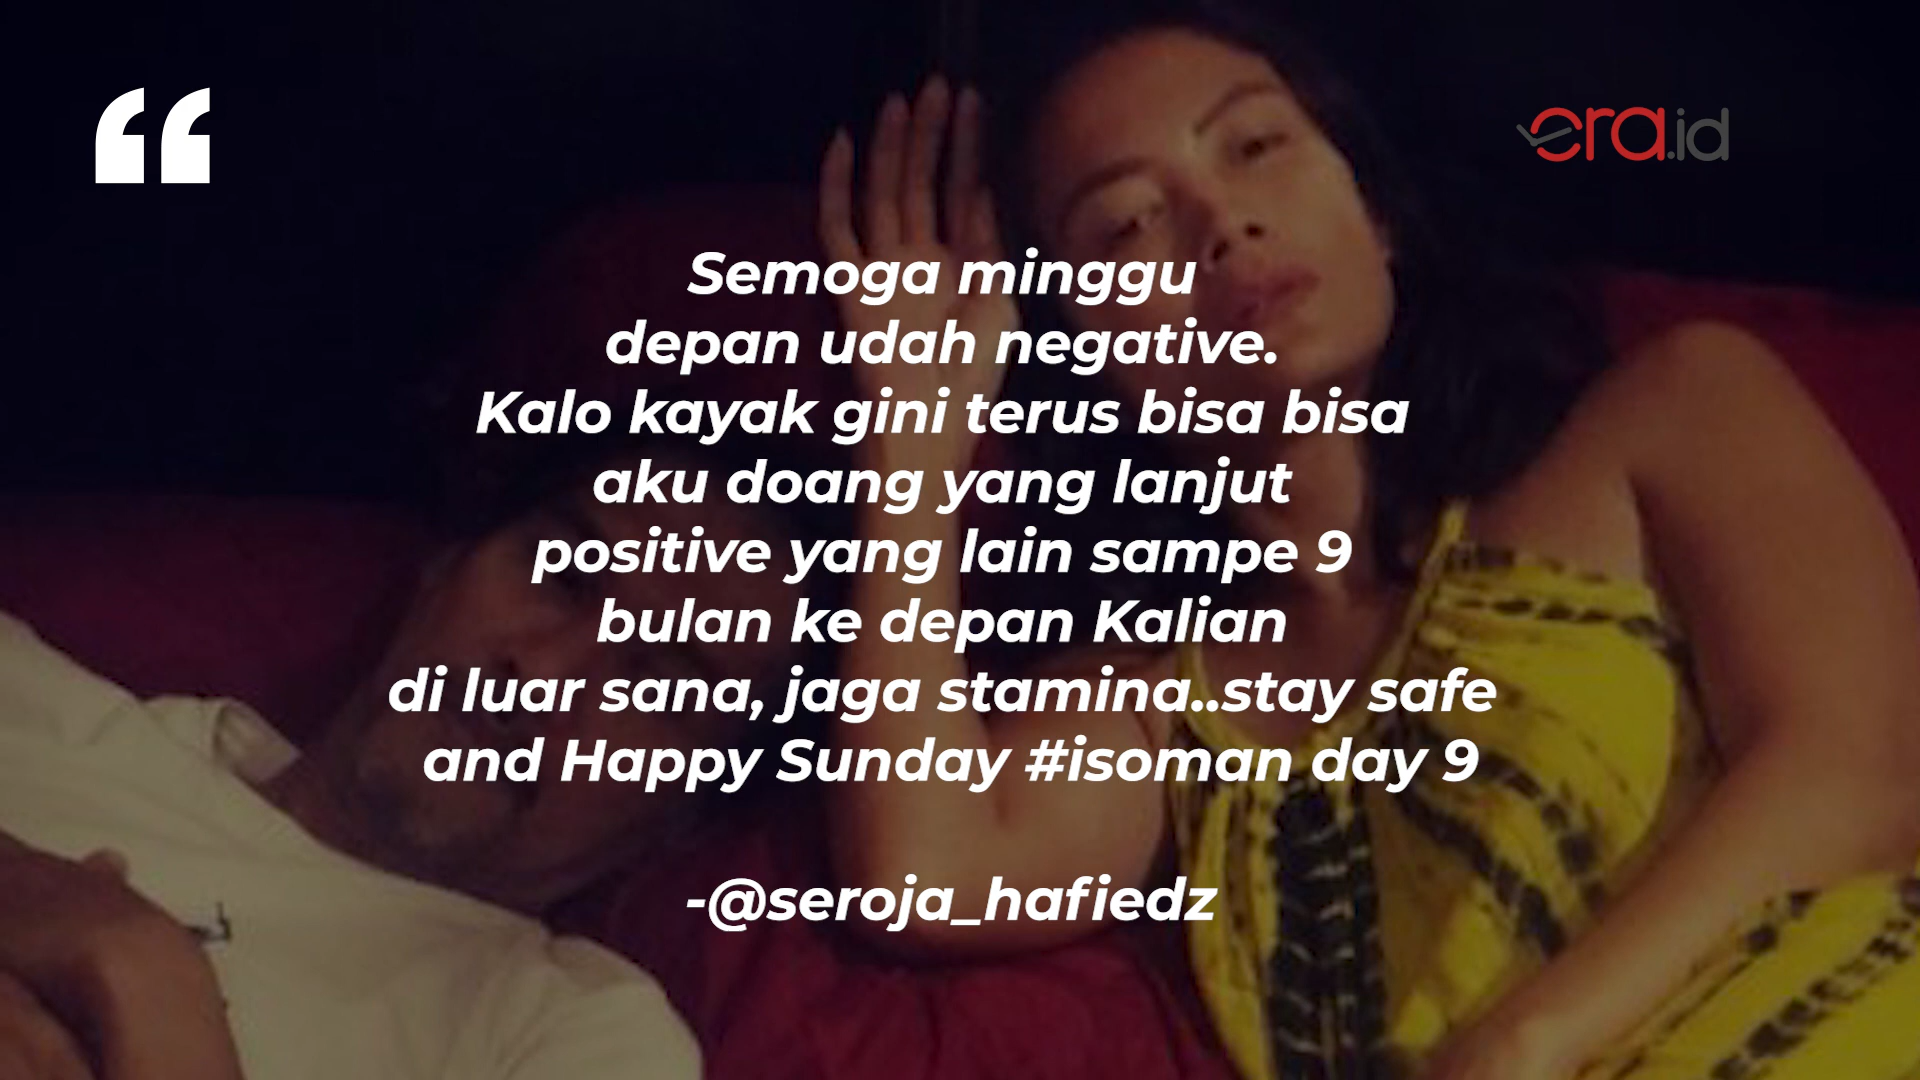 “
era.id
Semoga minggu
depan udah negative.
Kalo kayak gini terus bisa bisa
aku doang yang lanjut
positive yang lain sampe 9
bulan ke depan Kalian
di luar sana, jaga stamina..stay safe
and Happy Sunday #isoman day 9
-@seroja_hafiedz